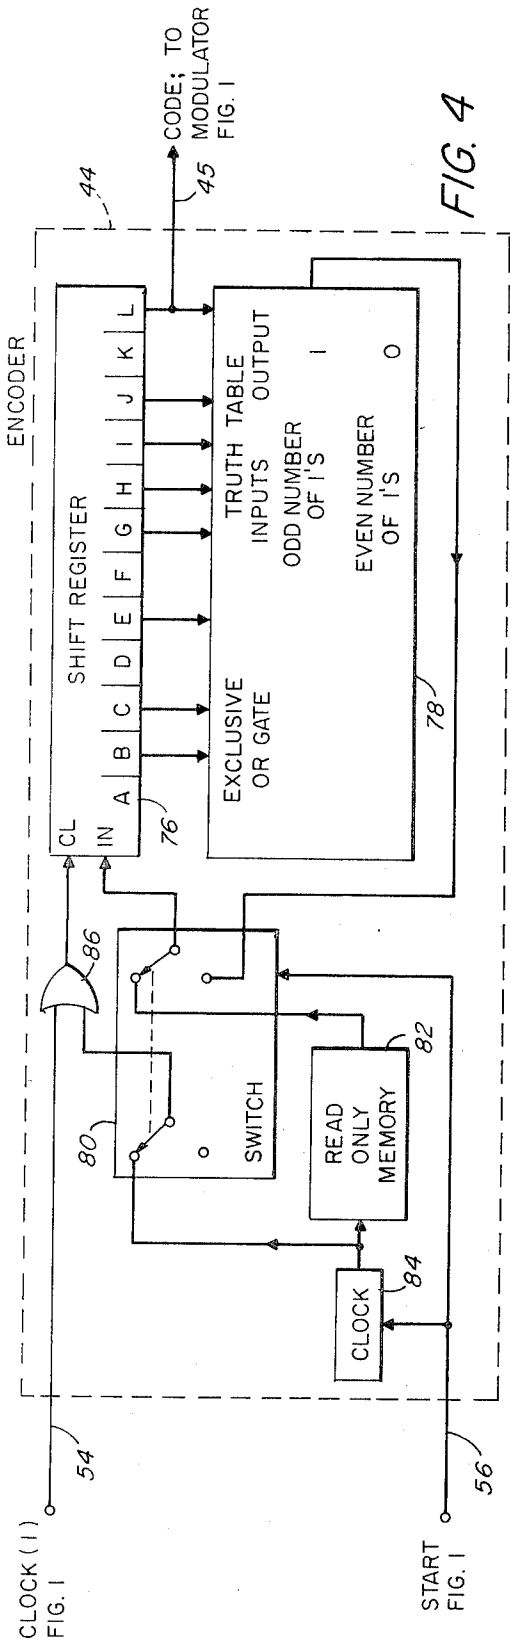 CLOCK (1)
FIG. 1
54
START
FIG. 1
56
ENCODER
44
CODE; TO
MODULATOR
FIG. 1
45
CL
IN
SHIFT REGISTER
A B C D E F G H I J K L
76
86
80
SWITCH
EXCLUSIVE
OR GATE
TRUTH TABLE
INPUTS OUTPUT
ODD NUMBER
OF 1'S
1
EVEN NUMBER
OF 1'S
0
78
READ
ONLY
MEMORY
82
CLOCK
84
FIG. 4